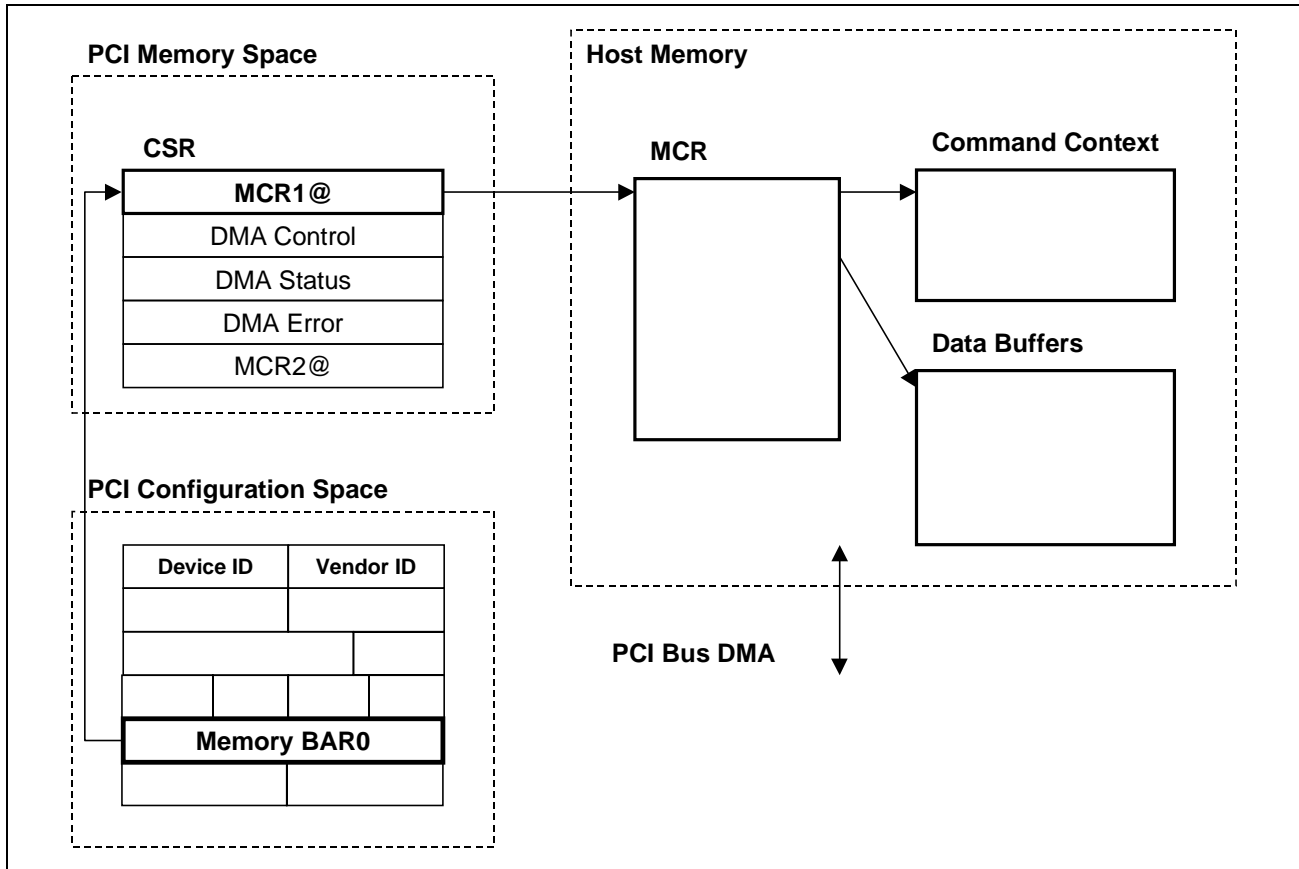 PCI Memory Space
CSR
MCR1@
DMA Control
DMA Status
DMA Error
MCR2@
PCI Configuration Space
Device ID Vendor ID
Memory BAR0
Host Memory
MCR
Command Context
Data Buffers
PCI Bus DMA